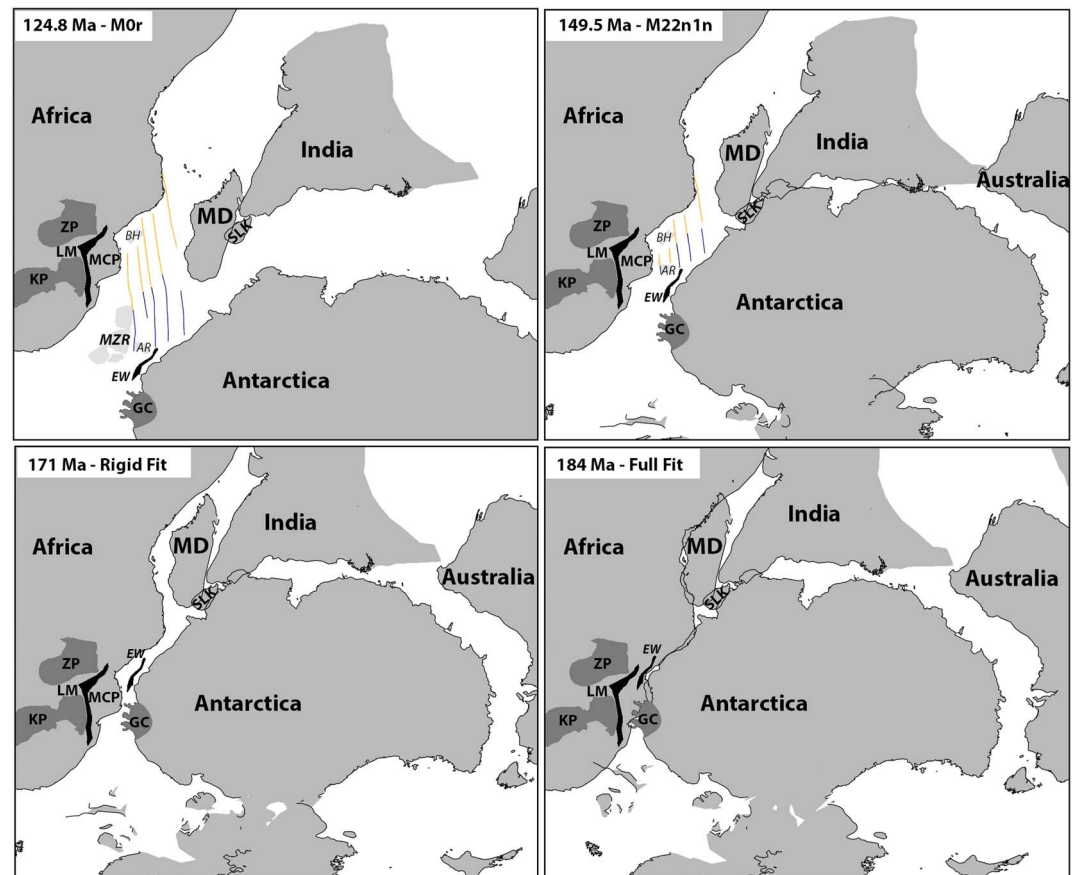 124.8 Ma - M0r
Africa
India
MD
SLK
ZP
BH
LM
MCP
KP
MZR
AR
EW
Antarctica
GC
149.5 Ma - M22n1n
Africa
India
MD
Australia
SLK
ZP
BH
LM
MCP
AR
KP
EW
Antarctica
GC
171 Ma - Rigid Fit
India
Africa
MD
Australia
SLK
EW
ZP
LM
MCP
Antarctica
KP
GC
184 Ma - Full Fit
India
Africa
MD
Australia
SLK
EW
ZP
LM
Antarctica
KP
GC